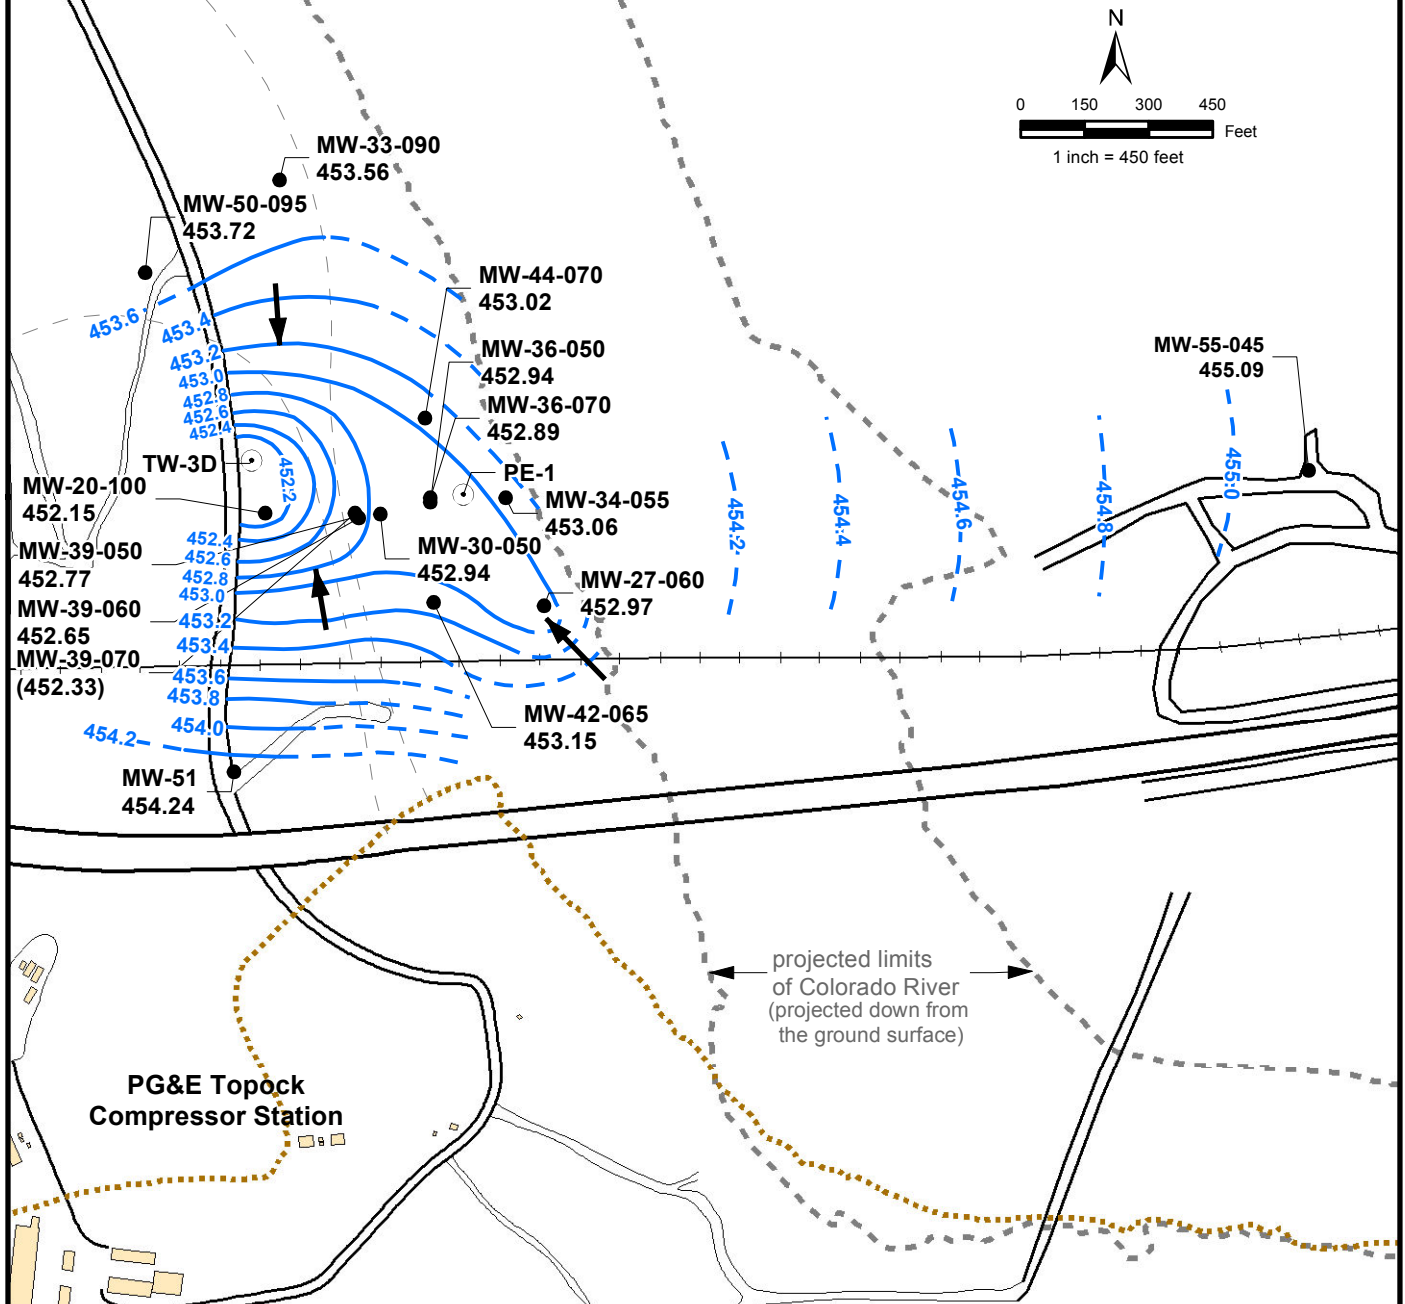 N
0 150 300 450
Feet
1 inch = 450 feet
MW-33-090
453.56
MW-50-095
453.72
MW-44-070
453.02
MW-36-050
452.94
MW-36-070
452.89
MW-55-045
455.09
453.6
453.4
453.2
453.0
452.8
452.6
452.4
452.2
TW-3D
PE-1
MW-20-100
452.15
MW-34-055
453.06
454.2
454.4
454.6
454.8
455.0
MW-39-050
452.77
MW-30-050
452.94
MW-39-060
452.65
MW-27-060
452.97
MW-39-070
(452.33)
452.4
452.6
452.8
453.0
453.2
453.4
453.6
453.8
454.0
454.2
MW-42-065
453.15
MW-51
454.24
projected limits
of Colorado River
(projected down from
the ground surface)
PG&E Topock
Compressor Station